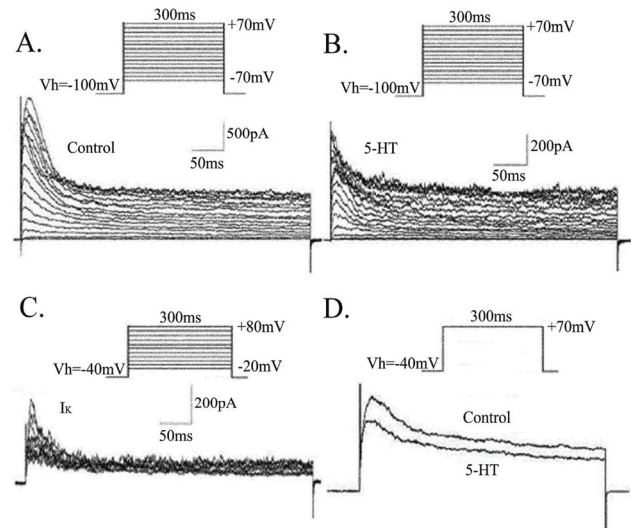 A.
300ms
+70mV
-70mV
Vh=-100mV
Control
500pA
50ms
B.
300ms
+70mV
-70mV
Vh=-100mV
5-HT
200pA
50ms
C.
300ms
+80mV
-20mV
Vh=-40mV
IK
200pA
50ms
D.
300ms
+70mV
Vh=-40mV
Control
5-HT